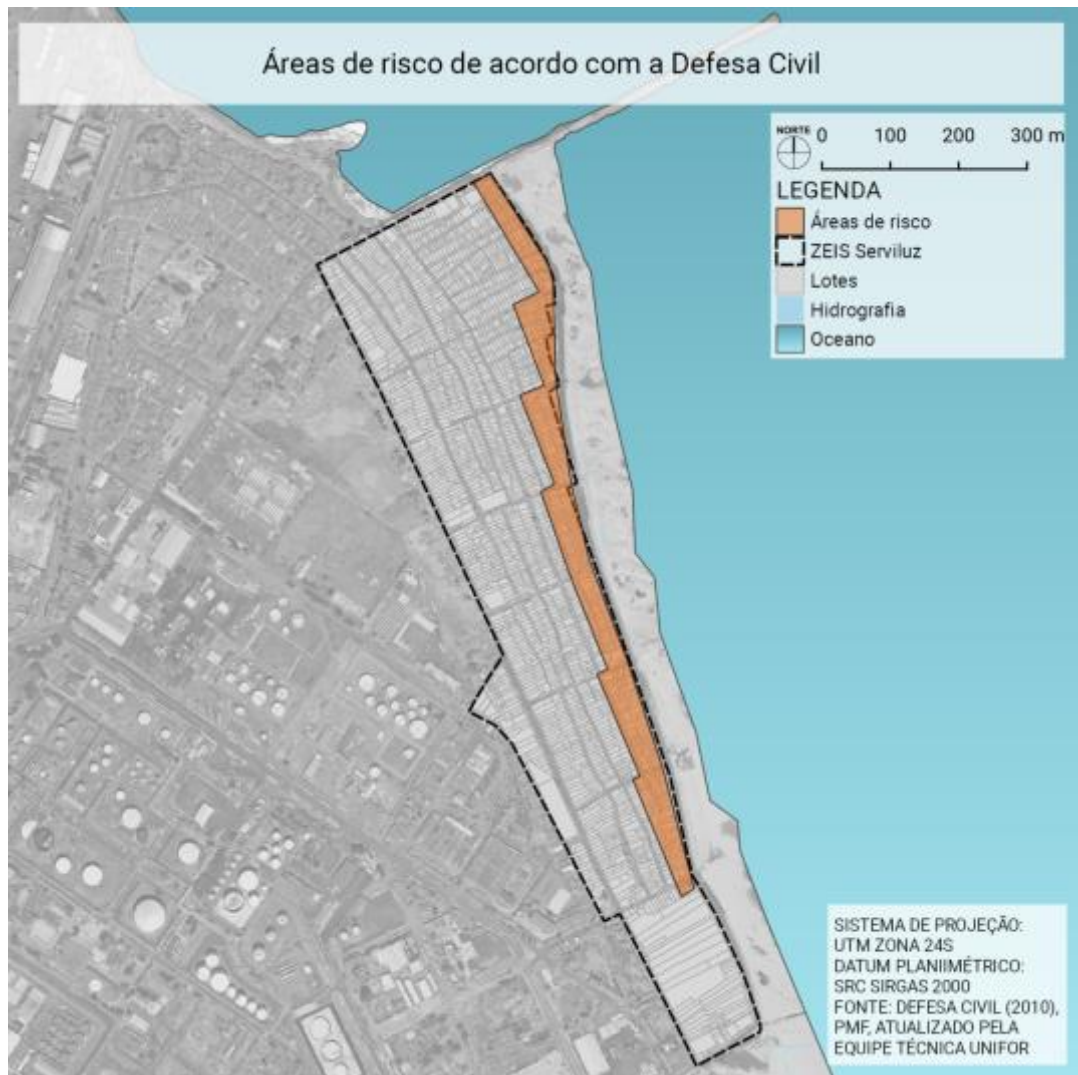 Áreas de risco de acordo com a Defesa Civil
NORTE 0 100 200 300 m
LEGENDA
Áreas de risco
ZEIS Serviluz
Lotes
Hidrografia
Oceano
SISTEMA DE PROJEÇÃO:
UTM ZONA 24S
DATUM PLANIIMÉTRICO:
SRC SIRGAS 2000
FONTE: DEFESA CIVIL (2010),
PMF, ATUALIZADO PELA
EQUIPE TÉCNICA UNIFOR